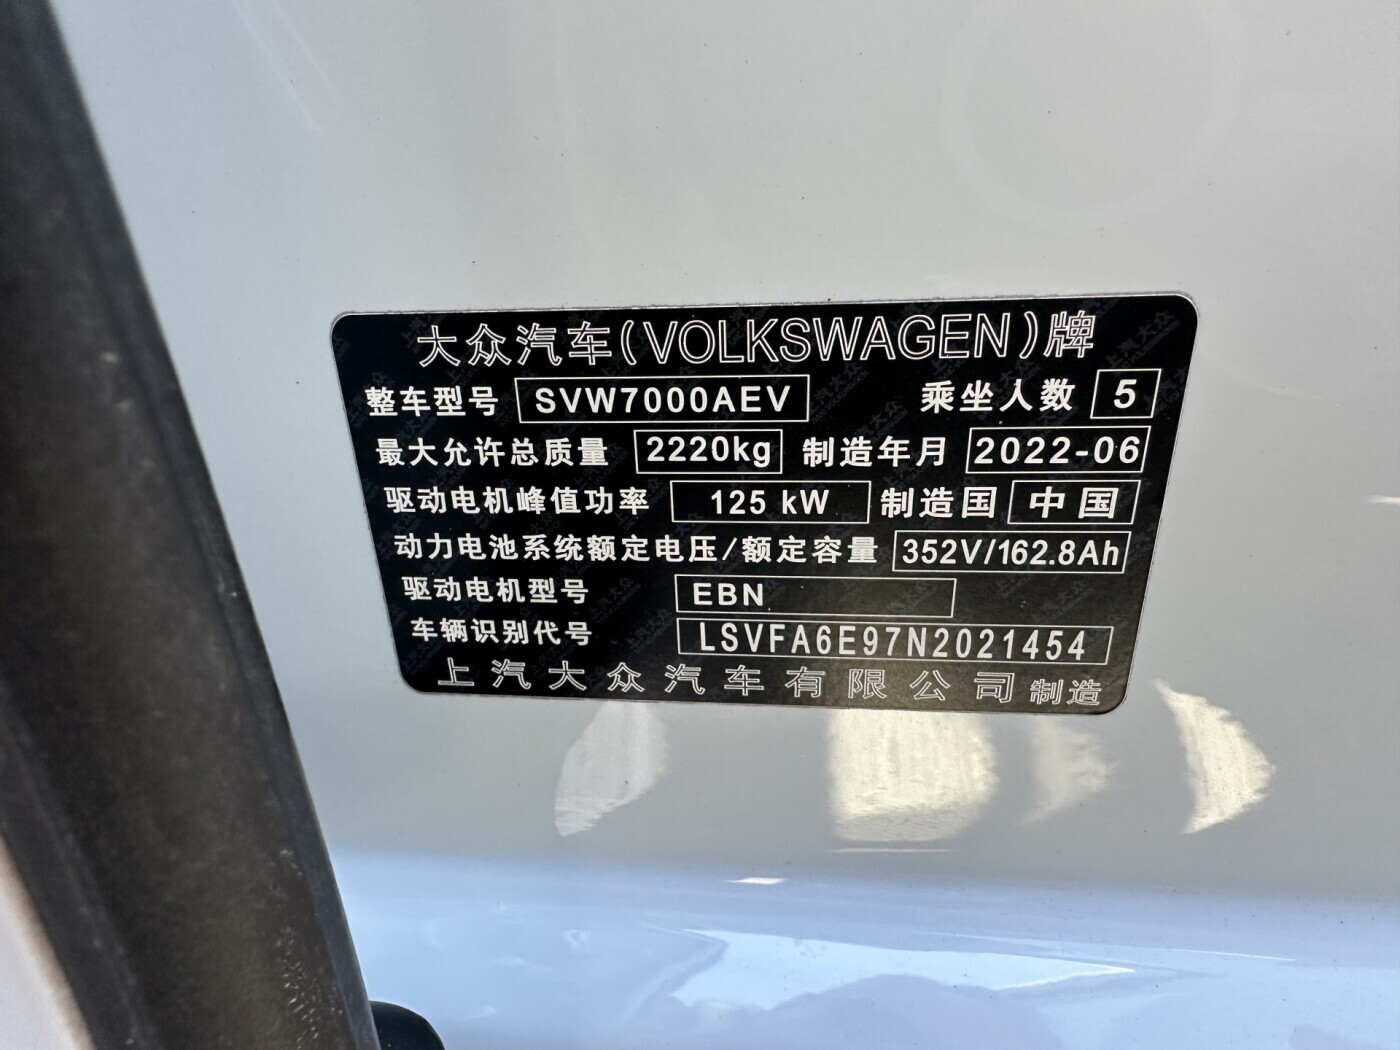 大众汽车(VOLKSWAGEN)牌
整车型号 SVW7000AEV 乘坐人数 5
最大允许总质量 2220kg 制造年月 2022-06
驱动电机峰值功率 125 kW 制造国 中国
动力电池系统额定电压/额定容量 352V/162.8Ah
驱动电机型号 EBN
车辆识别代号 LSVFA6E97N2021454
上汽大众汽车有限公司 制造